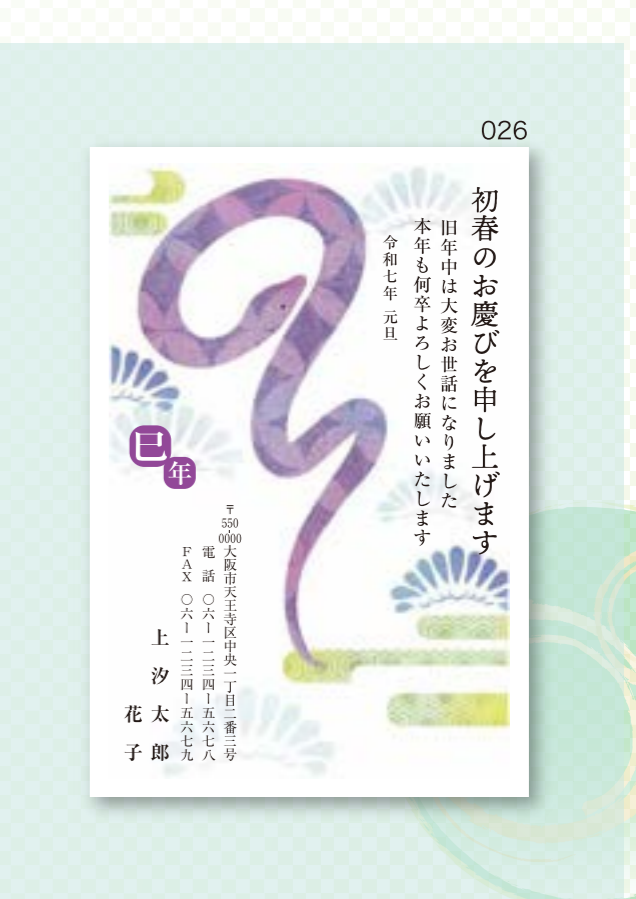 026
初春のお慶びを申し上げます
旧年中は大変お世話になりました
本年も何卒よろしくお願いいたします
令和七年 元旦
巳年
〒550-0000
大阪市天王寺区中央一丁目二番三号
電話 〇六ー一二三四ー五六七八
FAX 〇六ー一二三四ー五六七九
上汐太郎
花子